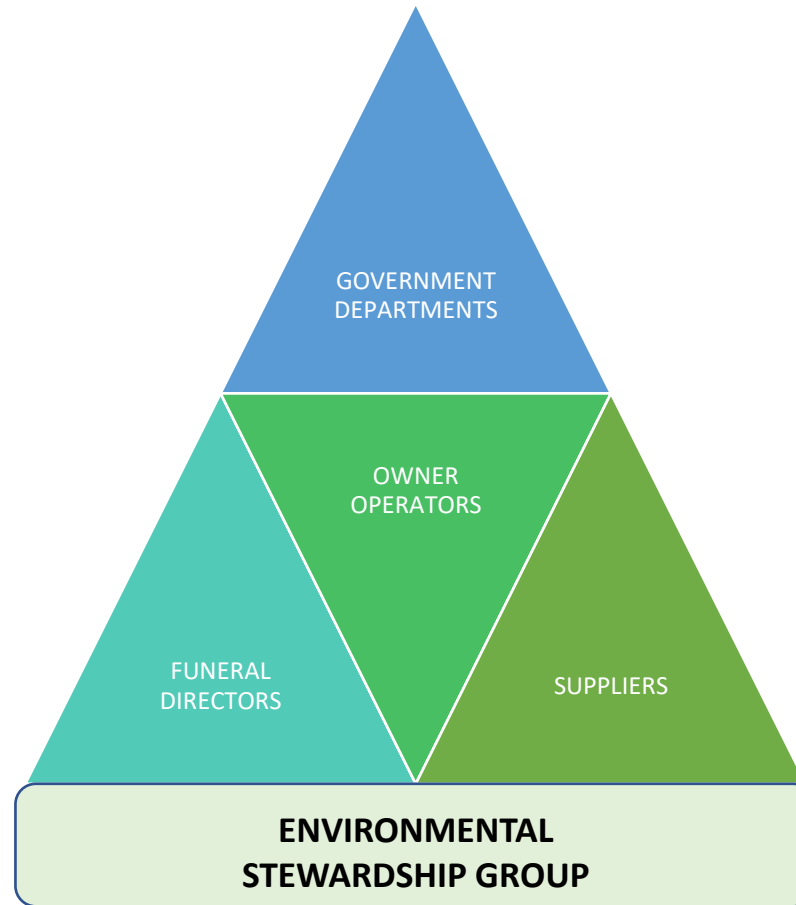 GOVERNMENT
DEPARTMENTS
OWNER
OPERATORS
FUNERAL
DIRECTORS
SUPPLIERS
ENVIRONMENTAL
STEWARDSHIP GROUP